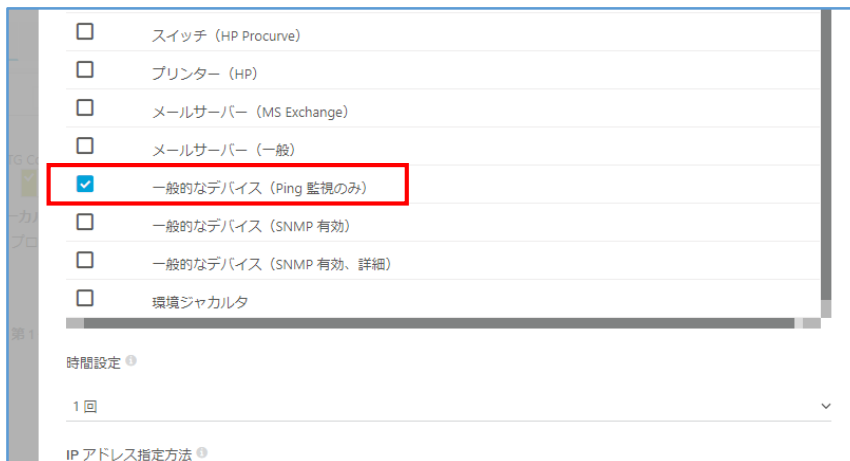 スイッチ（HP Procurve）
プリンター（HP）
メールサーバー（MS Exchange）
メールサーバー（一般）
一般的なデバイス（Ping 監視のみ）
一般的なデバイス（SNMP 有効）
一般的なデバイス（SNMP 有効、詳細）
環境ジャカルタ
第 1
時間設定
1 回
IP アドレス指定方法